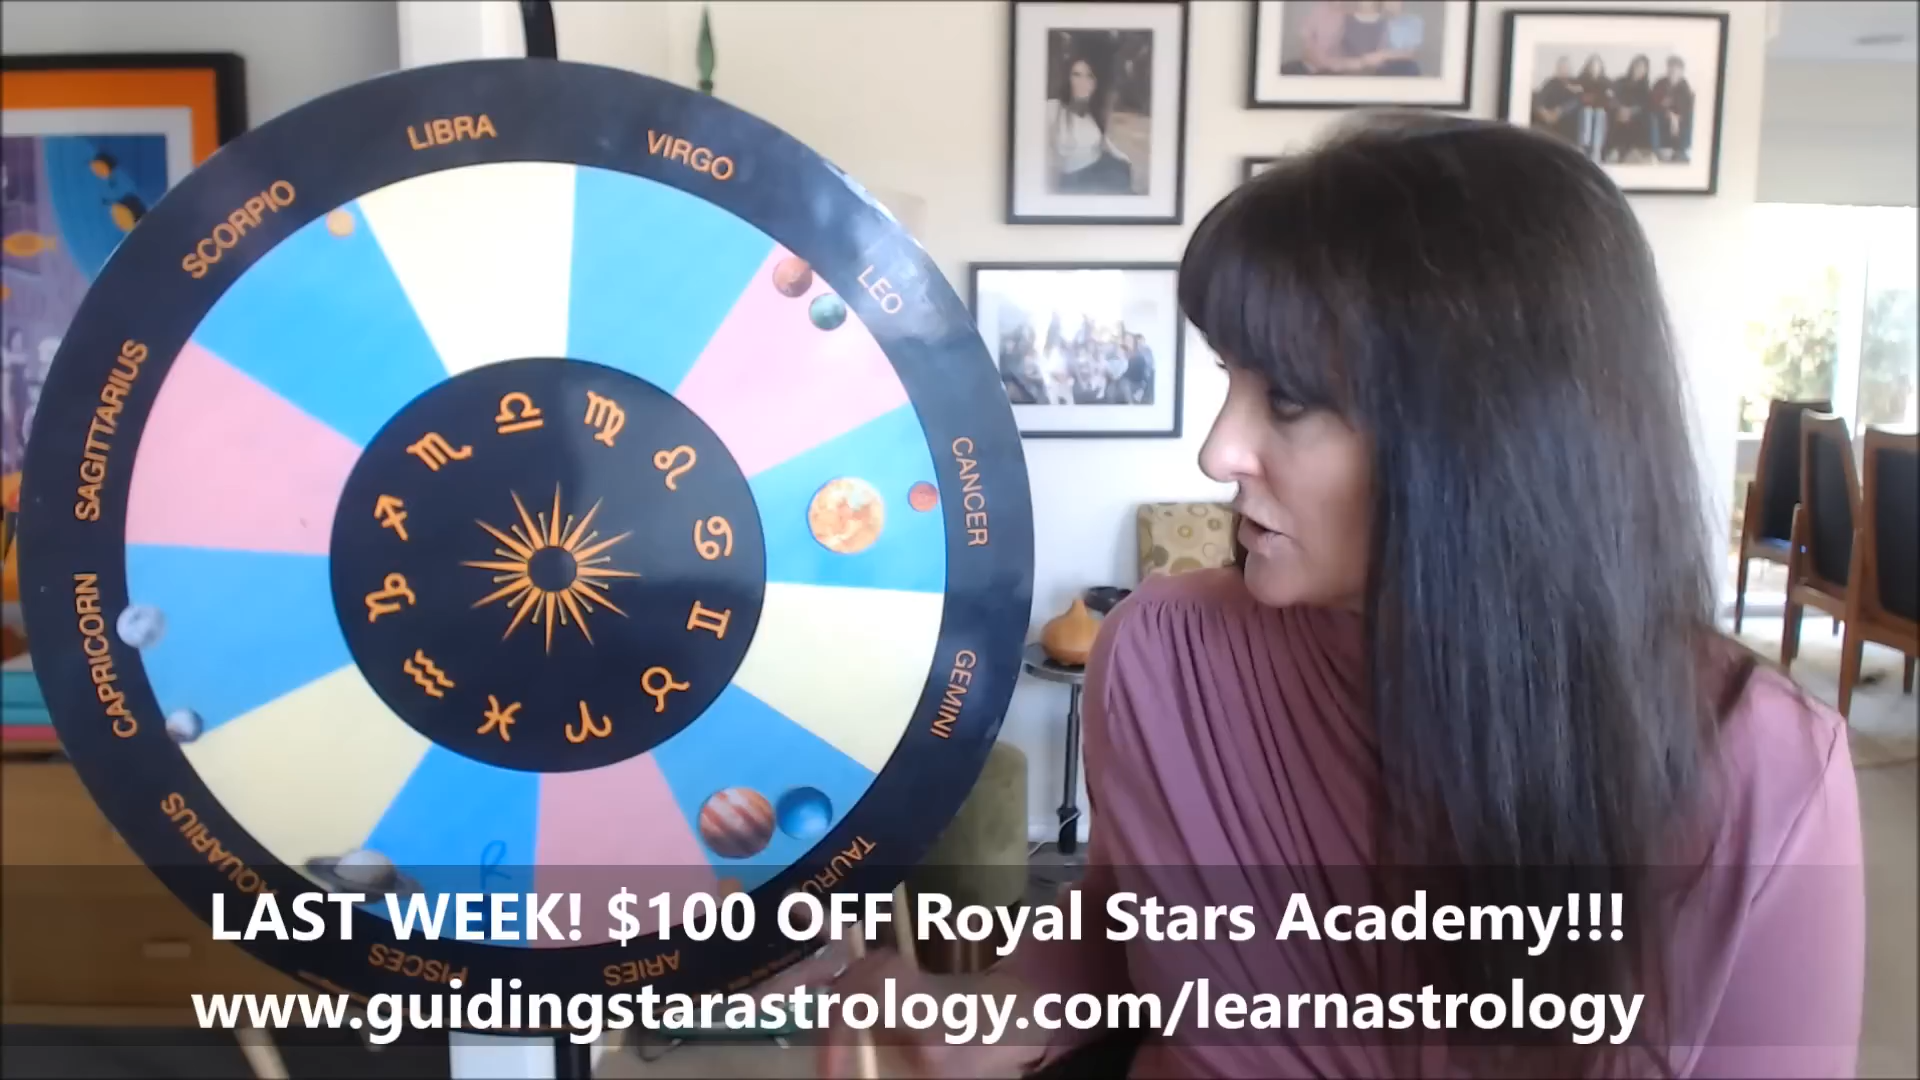 LIBRA
VIRGO
SCORPIO
LEO
SAGITTARIUS
CANCER
CAPRICORN
GEMINI
AQUARIUS
TAURUS
R
PISCES
ARIES
LAST WEEK! $100 OFF Royal Stars Academy!!!
www.guidingstarastrology.com/learnastrology